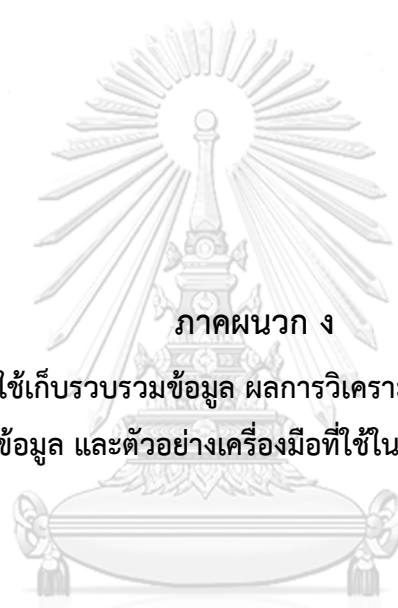 ภาคผนวก ง
ใช้เก็บรวบรวมข้อมูล ผลการวิเครา
ข้อมูล และตัวอย่างเครื่องมือที่ใช้ใน